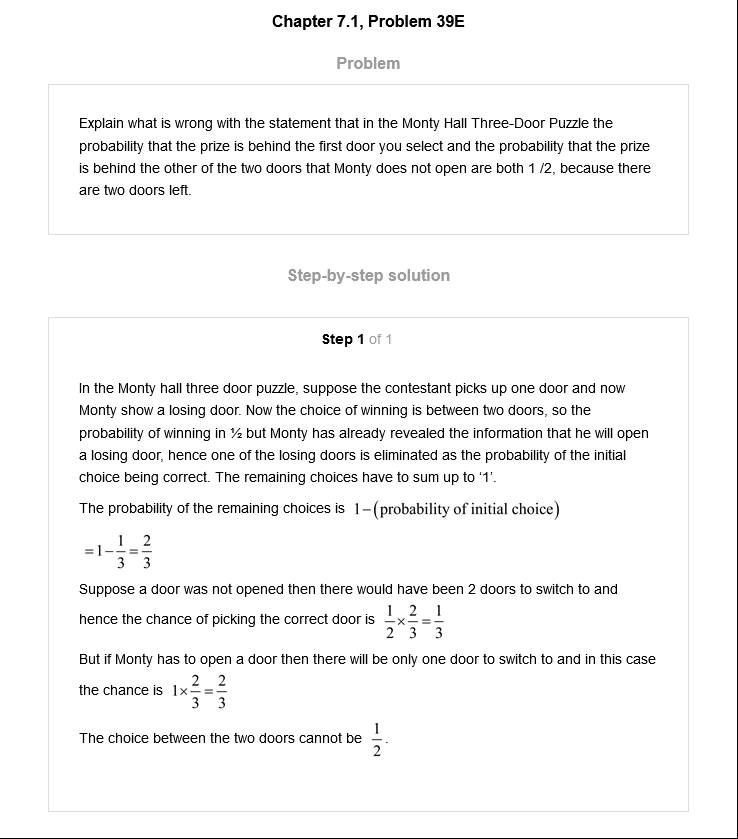 Chapter 7.1, Problem 39E
Problem
Explain what is wrong with the statement that in the Monty Hall Three-Door Puzzle the
probability that the prize is behind the first door you select and the probability that the prize
is behind the other of the two doors that Monty does not open are both 1 /2, because there
are two doors left.
Step-by-step solution
Step 1 of 1
In the Monty hall three door puzzle, suppose the contestant picks up one door and now
Monty show a losing door. Now the choice of winning is between two doors, so the
probability of winning in ½ but Monty has already revealed the information that he will open
a losing door, hence one of the losing doors is eliminated as the probability of the initial
choice being correct. The remaining choices have to sum up to ‘1’.
The probability of the remaining choices is 1−(probability of initial choice)
=1−1/3=2/3
Suppose a door was not opened then there would have been 2 doors to switch to and
hence the chance of picking the correct door is 1/2×2/3=1/3
But if Monty has to open a door then there will be only one door to switch to and in this case
the chance is 1×2/3=2/3
The choice between the two doors cannot be 1/2.